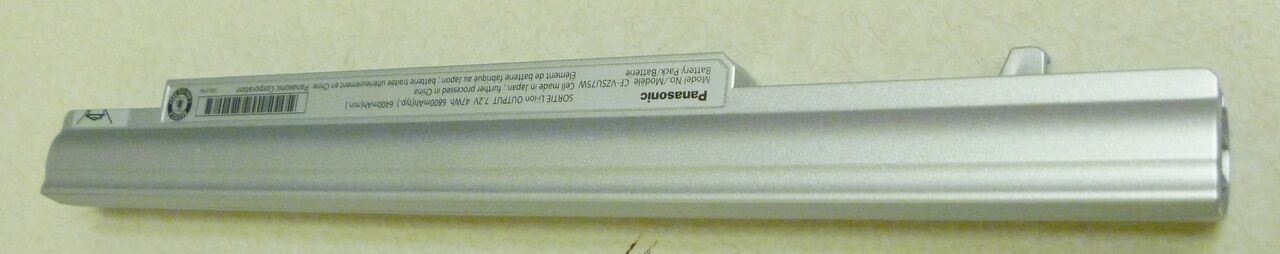 Panasonic
Battery Pack/Batterie
Model No./Modèle CF-VZSU75W
SORTIE Li-ion OUTPUT 7.2V 47Wh 6800mAh(typ.) 6400mAh(min.)
Cell made in Japan ; further processed in China
Élément de batterie fabriqué au Japon ; batterie traitée ultérieurement en Chine
Panasonic Corporation